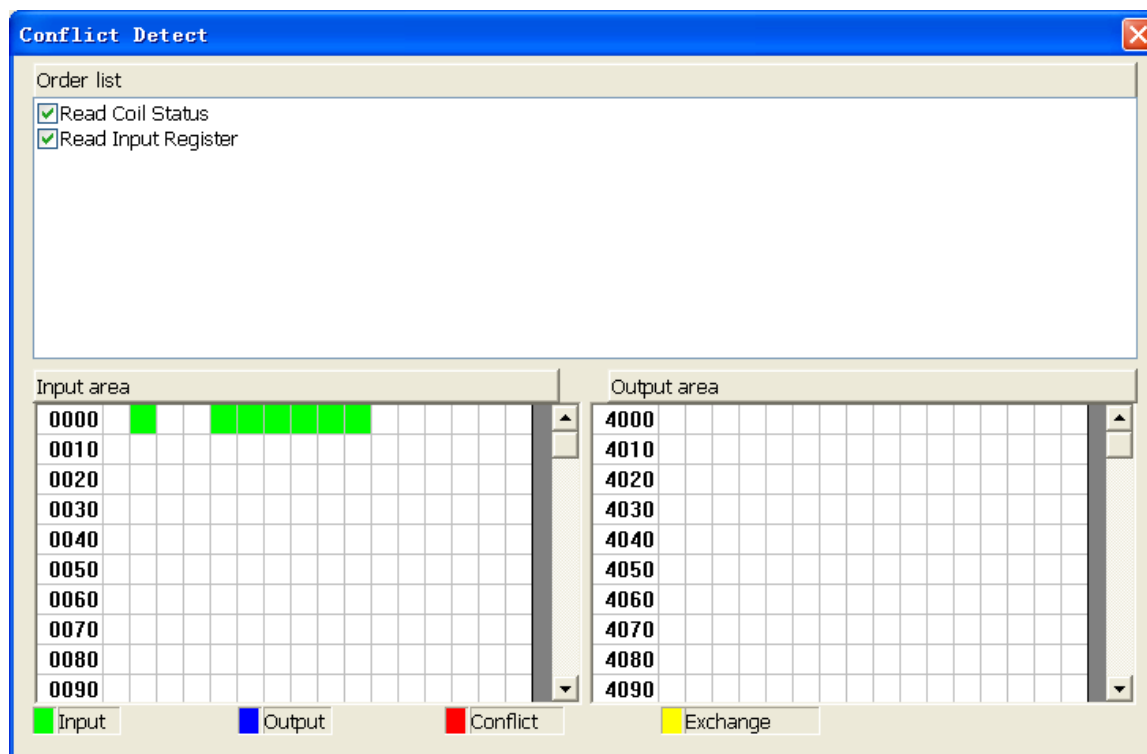 Conflict Detect
Order list
Read Coil Status
Read Input Register
Input area
Output area
0000
4000
0010
4010
0020
4020
0030
4030
0040
4040
0050
4050
0060
4060
0070
4070
0080
4080
0090
4090
Input
Output
Conflict
Exchange